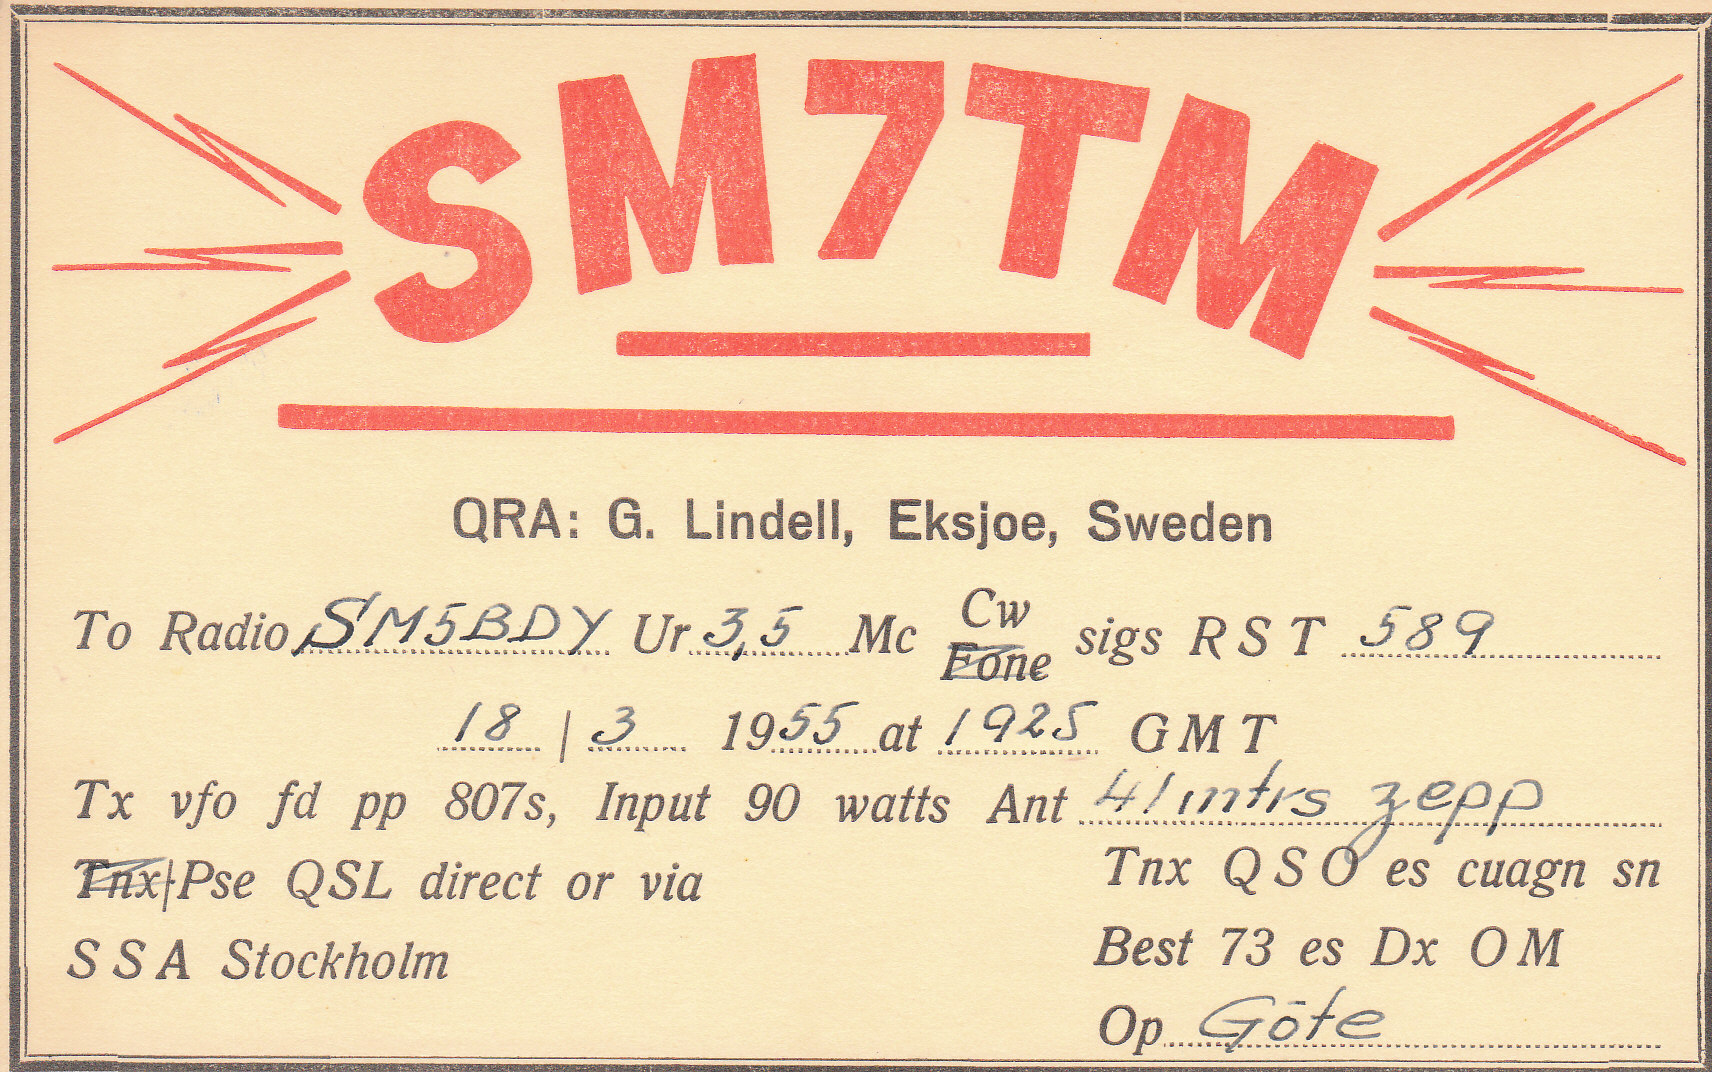 SM7TM
QRA: G. Lindell, Eksjoe, Sweden
To Radio SM5BDY Ur 3,5 Mc Cw Fone sigs RST 589
18 | 3 1955 at 1925 GMT
Tx vfo fd pp 807s, Input 90 watts Ant 41 mtrs zepp
Tnx/Pse QSL direct or via
SSA Stockholm
Tnx QSO es cuagn sn
Best 73 es Dx OM
Op Göte